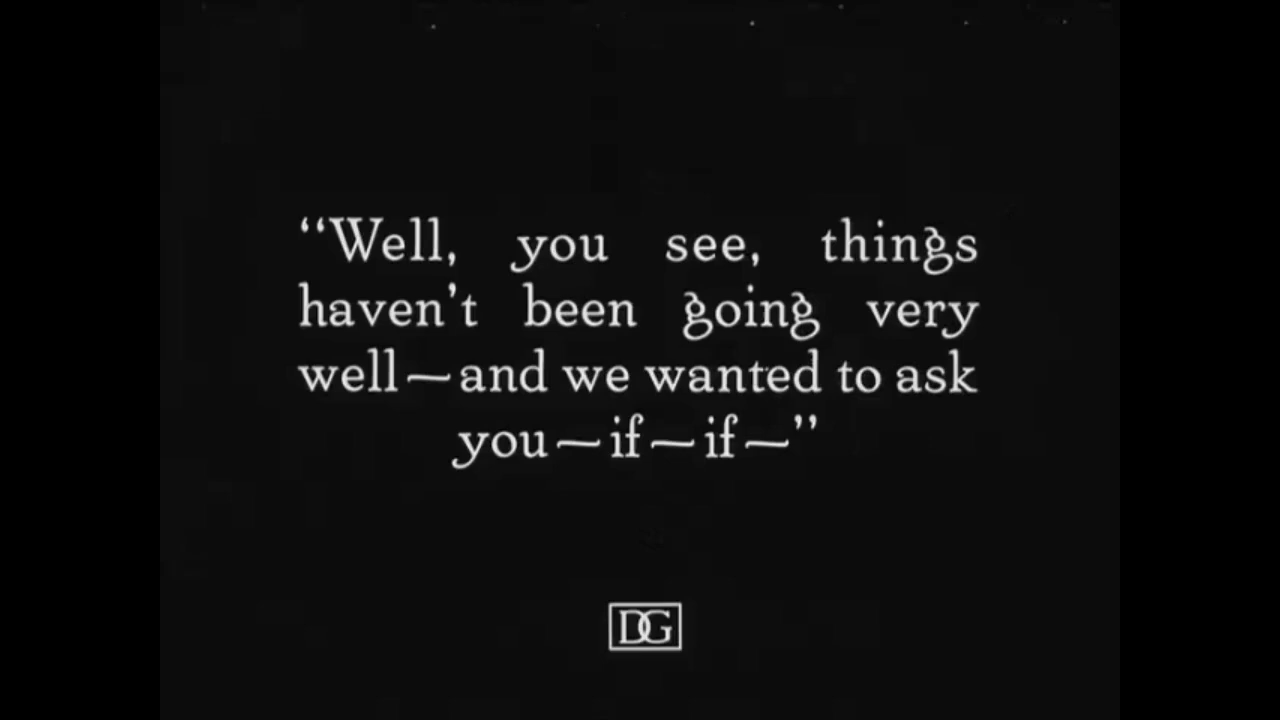 “Well, you see, things
haven’t been going very
well—and we wanted to ask
you—if—if—”
DG